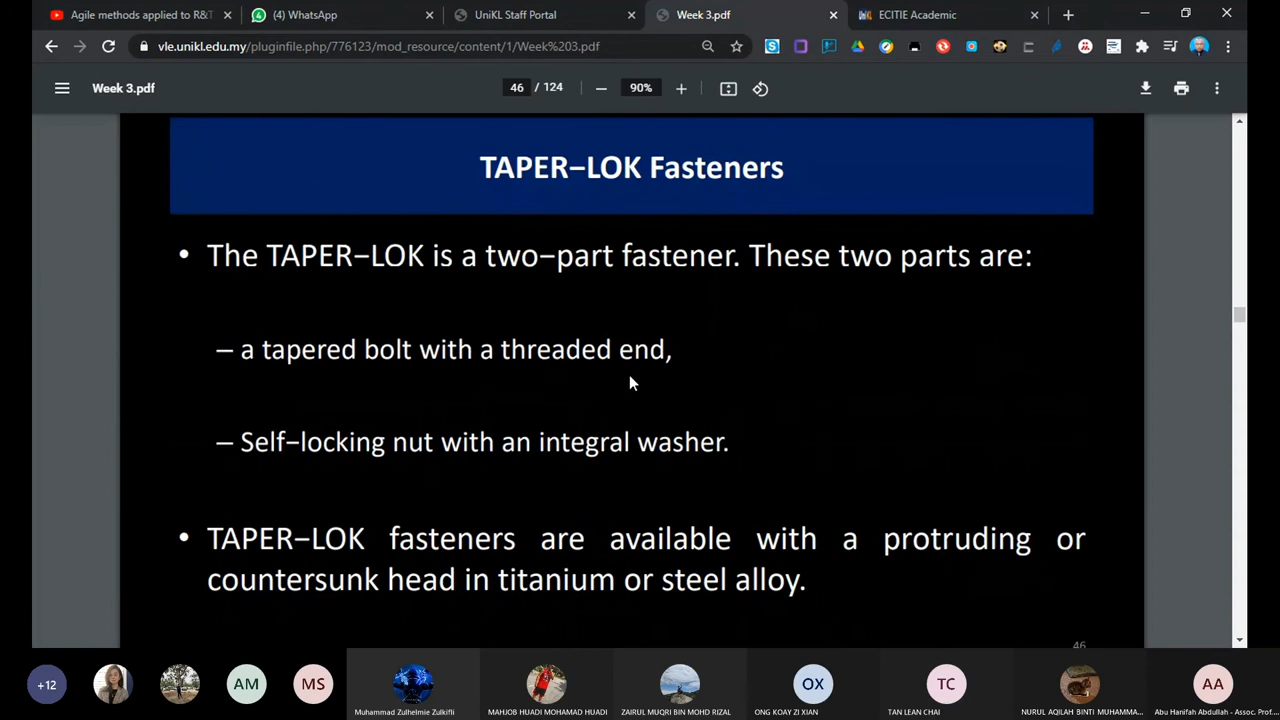 Agile methods applied to R&T
(4) WhatsApp
UniKL Staff Portal
Week 3.pdf
ECITIE Academic
vle.unikl.edu.my/pluginfile.php/776123/mod_resource/content/1/Week%203.pdf
Week 3.pdf
46 / 124
90%
TAPER–LOK Fasteners
• The TAPER–LOK is a two–part fastener. These two parts are:
– a tapered bolt with a threaded end,
– Self–locking nut with an integral washer.
• TAPER–LOK fasteners are available with a protruding or
countersunk head in titanium or steel alloy.
46
+12
AM
MS
OX
TC
AA
Muhammad Zulhelmie Zulkifli
MAHJOB HUADI MOHAMAD HUADI
ZAIRUL MUQRI BIN MOHD RIZAL
ONG KOAY ZI XIAN
TAN LEAN CHAI
NURUL AQILAH BINTI MUHAMMA...
Abu Hanifah Abdullah - Assoc. Prof...